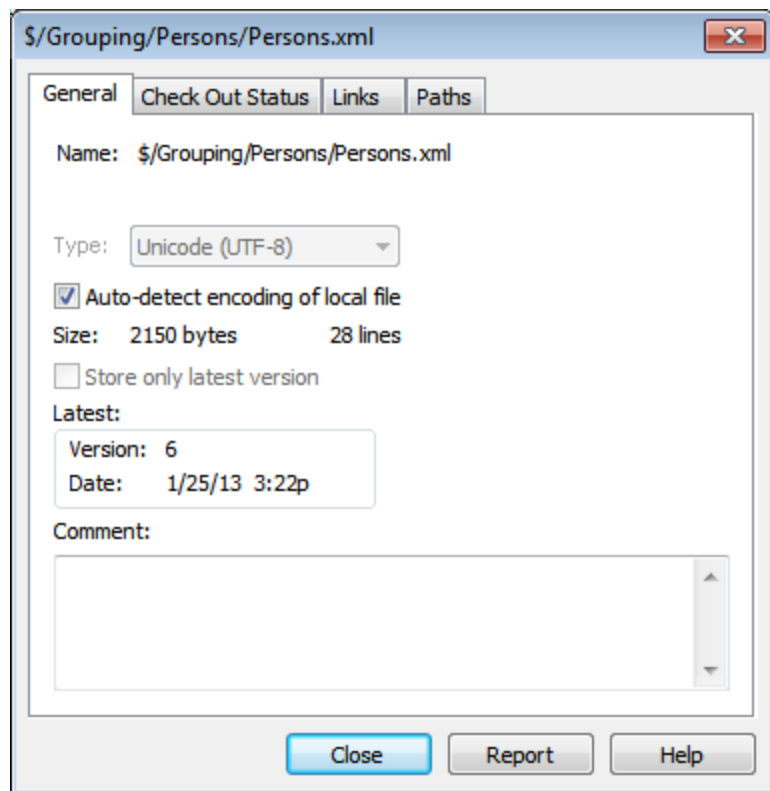 $/Grouping/Persons/Persons.xml
General Check Out Status Links Paths
Name: $/Grouping/Persons/Persons.xml
Type: Unicode (UTF-8)
Auto-detect encoding of local file
Size: 2150 bytes 28 lines
Store only latest version
Latest:
Version: 6
Date: 1/25/13 3:22p
Comment:
Close Report Help